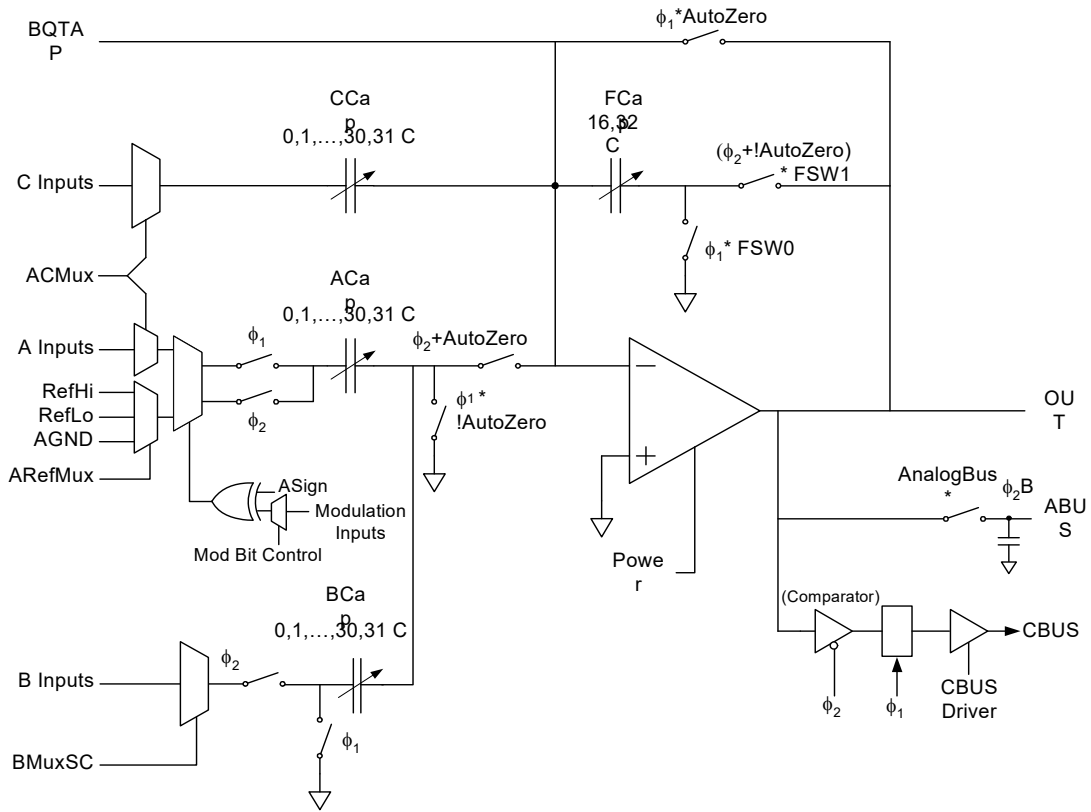 BQTA
P
ϕ1*AutoZero
CCa
p
0,1,…,30,31 C
FCa
p
16,32
C
C Inputs
(ϕ2+!AutoZero)
* FSW1
ϕ1* FSW0
ACMux
ACa
p
0,1,…,30,31 C
A Inputs
ϕ1
ϕ2+AutoZero
RefHi
RefLo
AGND
ARefMux
ϕ2
ϕ1 *
!AutoZero
OU
T
ASign
Modulation
Inputs
Mod Bit Control
AnalogBus
*
ϕ2B
ABU
S
Powe
r
BCa
p
0,1,…,30,31 C
(Comparator)
CBUS
B Inputs
ϕ2
ϕ2
ϕ1
CBUS
Driver
ϕ1
BMuxSC